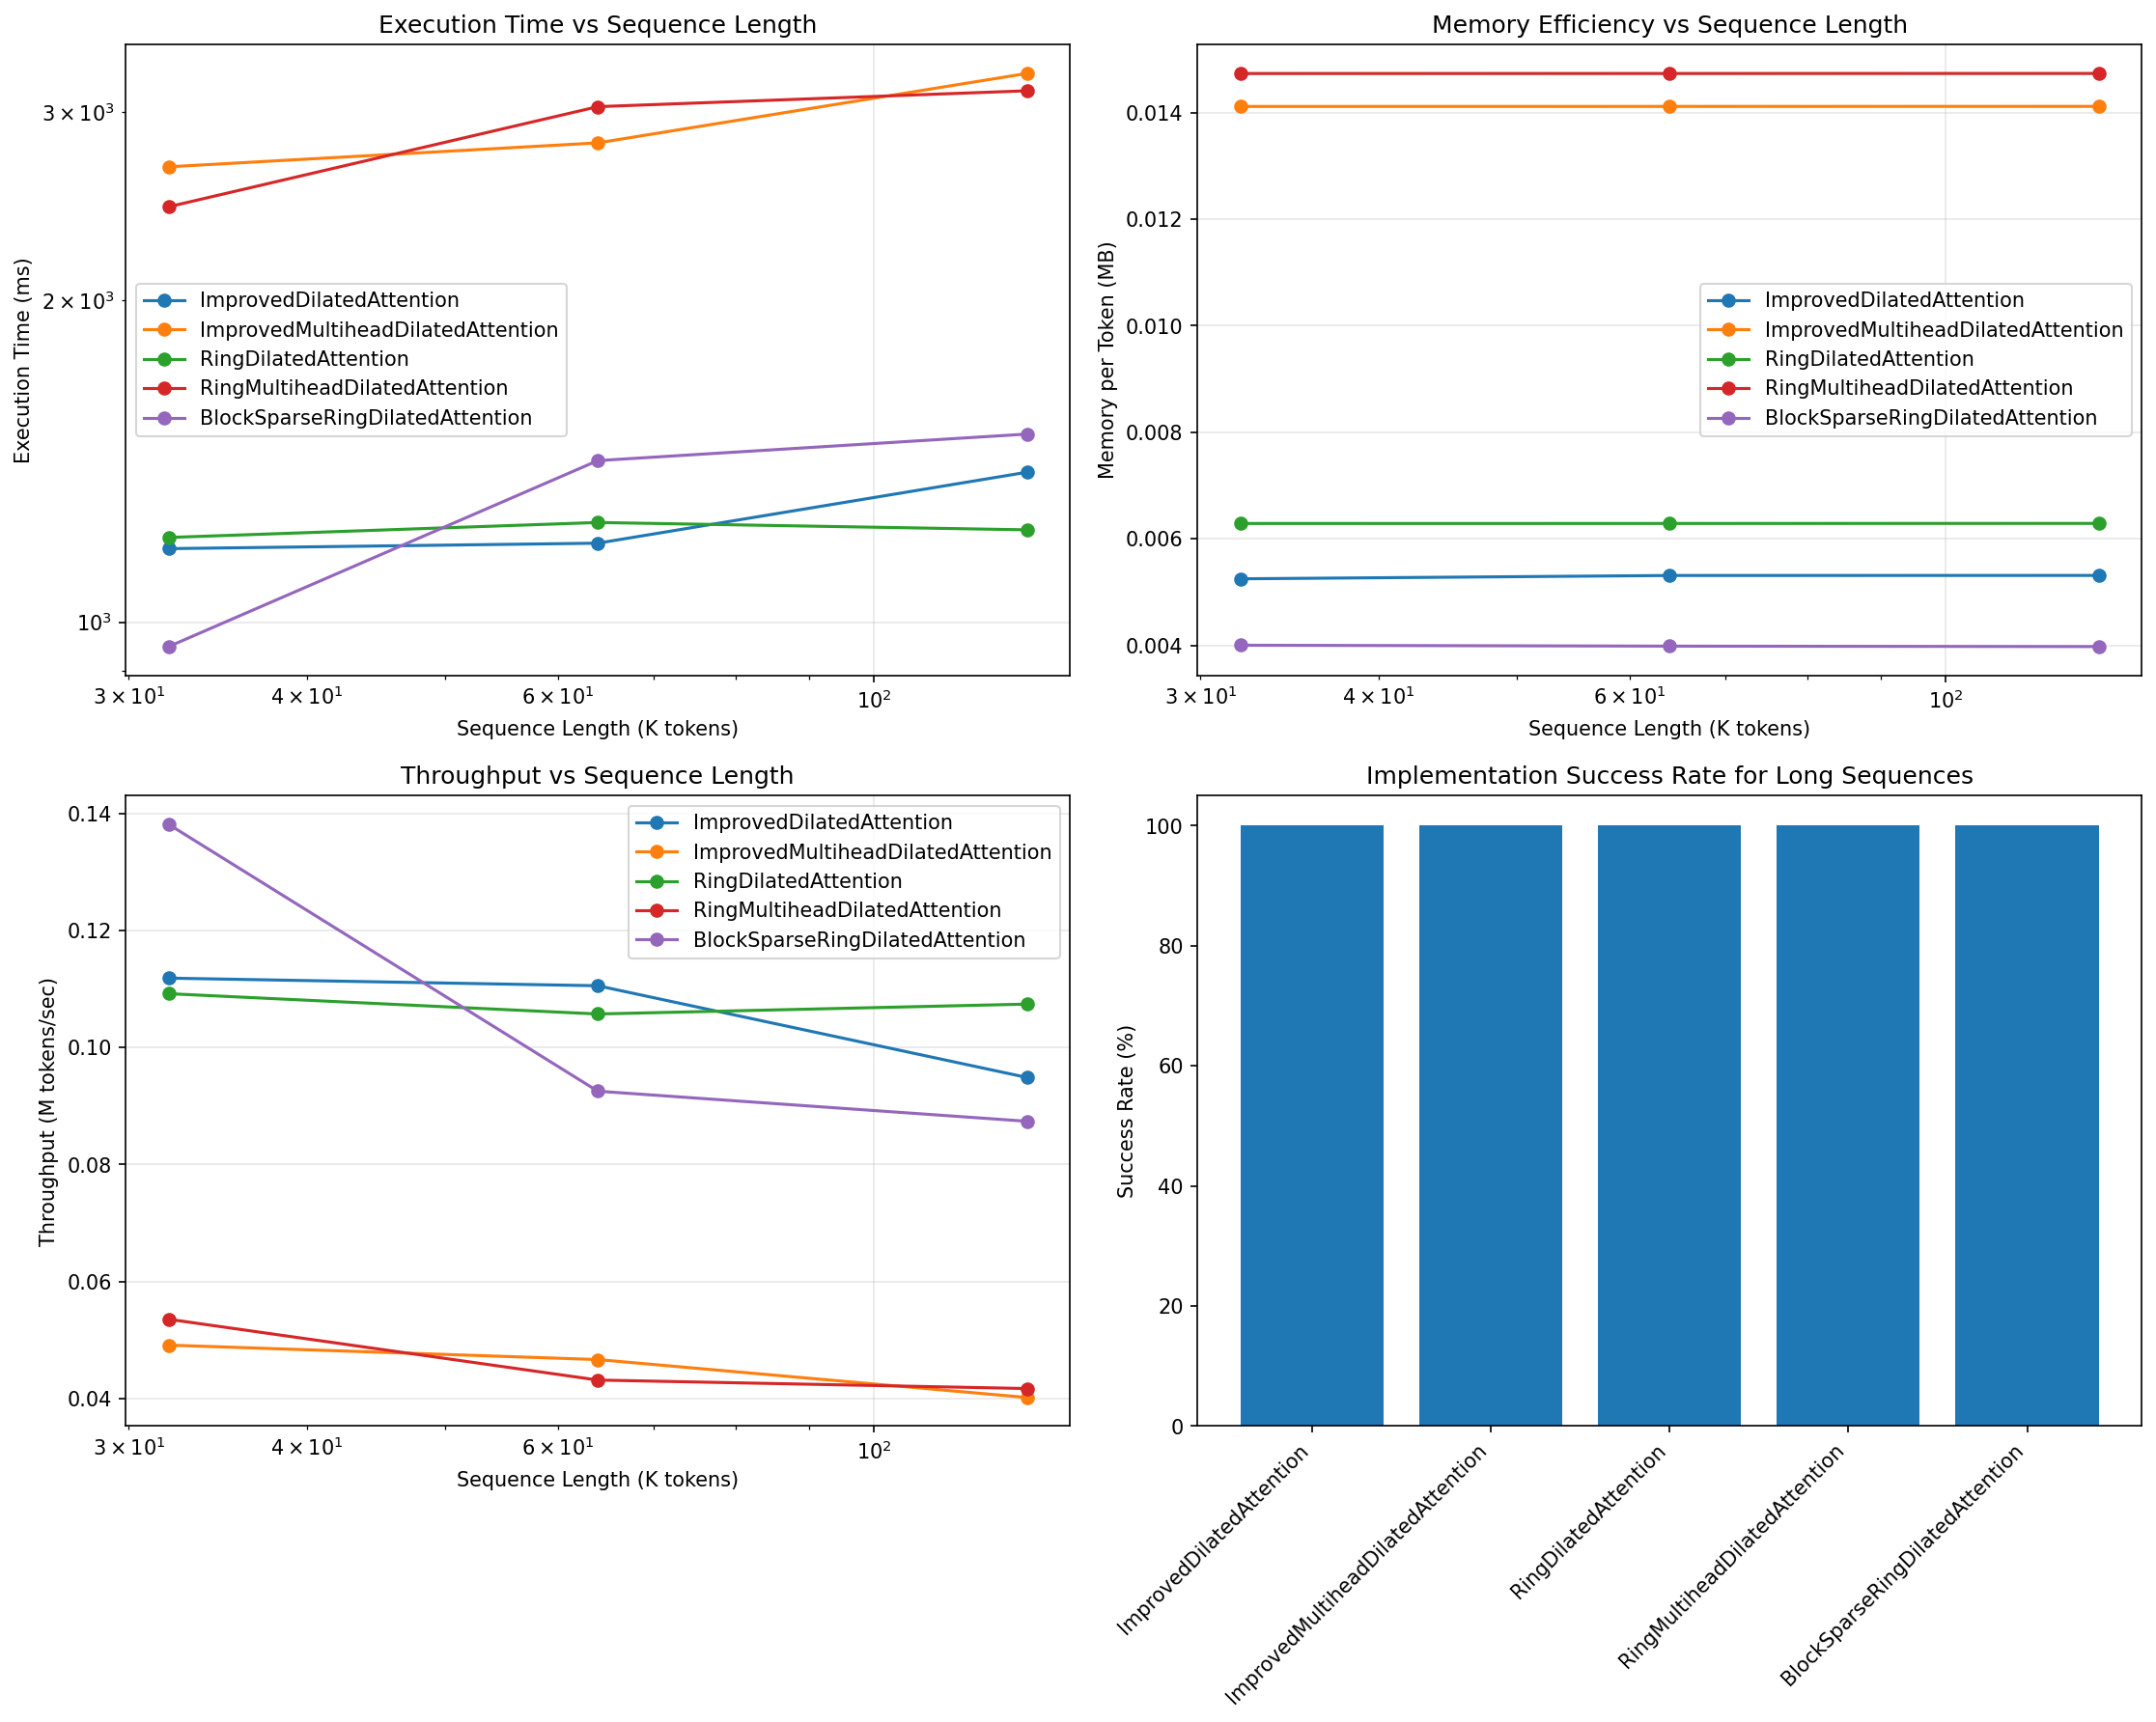 Execution Time vs Sequence Length
3 × 10³
2 × 10³
10³
Execution Time (ms)
ImprovedDilatedAttention
ImprovedMultiheadDilatedAttention
RingDilatedAttention
RingMultiheadDilatedAttention
BlockSparseRingDilatedAttention
3 × 10¹ 4 × 10¹ 6 × 10¹ 10²
Sequence Length (K tokens)
Memory Efficiency vs Sequence Length
0.014
0.012
0.010
0.008
0.006
0.004
Memory per Token (MB)
ImprovedDilatedAttention
ImprovedMultiheadDilatedAttention
RingDilatedAttention
RingMultiheadDilatedAttention
BlockSparseRingDilatedAttention
3 × 10¹ 4 × 10¹ 6 × 10¹ 10²
Sequence Length (K tokens)
Throughput vs Sequence Length
0.14
0.12
0.10
0.08
0.06
0.04
Throughput (M tokens/sec)
ImprovedDilatedAttention
ImprovedMultiheadDilatedAttention
RingDilatedAttention
RingMultiheadDilatedAttention
BlockSparseRingDilatedAttention
3 × 10¹ 4 × 10¹ 6 × 10¹ 10²
Sequence Length (K tokens)
Implementation Success Rate for Long Sequences
100
80
60
40
20
0
Success Rate (%)
ImprovedDilatedAttention
ImprovedMultiheadDilatedAttention
RingDilatedAttention
RingMultiheadDilatedAttention
BlockSparseRingDilatedAttention